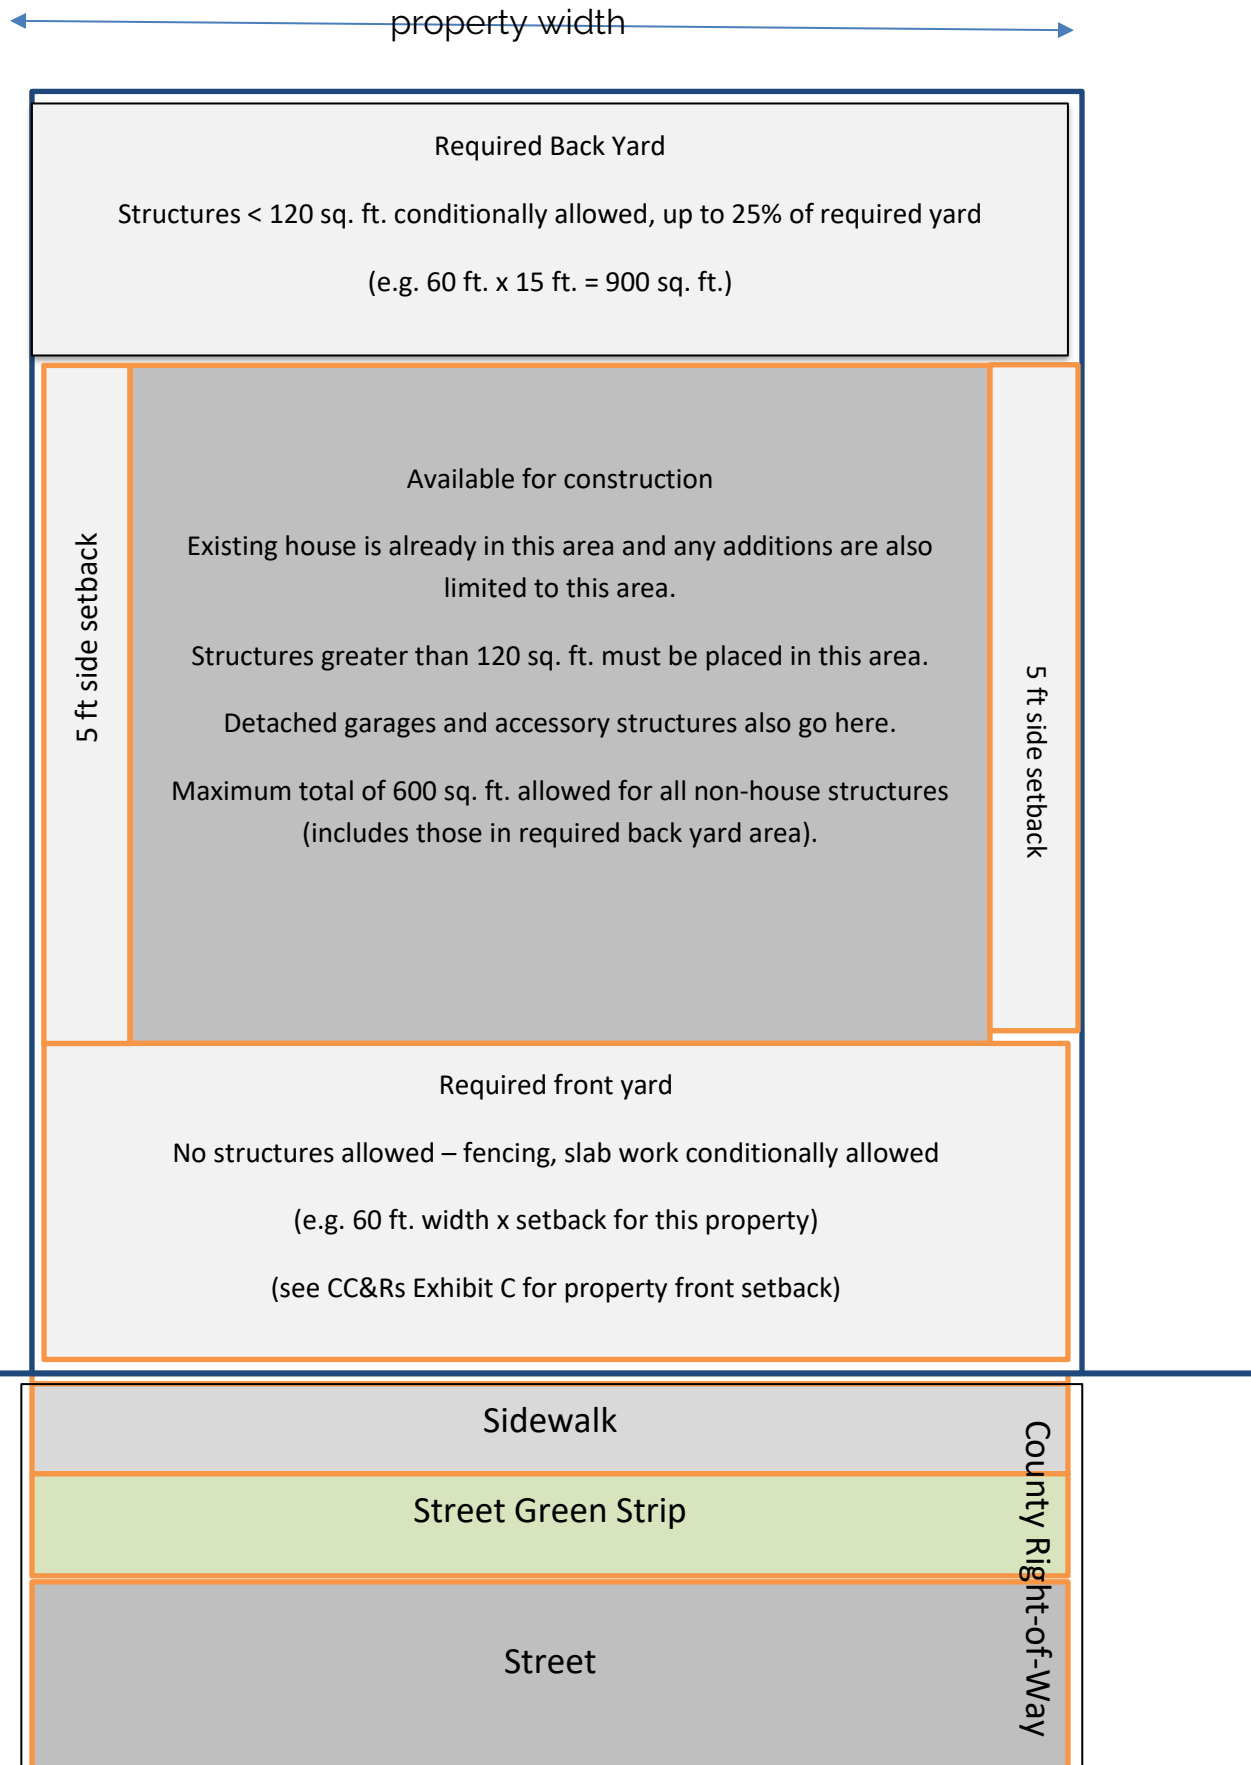 property width
Required Back Yard
Structures < 120 sq. ft. conditionally allowed, up to 25% of required yard
(e.g. 60 ft. x 15 ft. = 900 sq. ft.)
5 ft side setback
Available for construction
Existing house is already in this area and any additions are also
limited to this area.
Structures greater than 120 sq. ft. must be placed in this area.
Detached garages and accessory structures also go here.
Maximum total of 600 sq. ft. allowed for all non-house structures
(includes those in required back yard area).
5 ft side setback
Required front yard
No structures allowed – fencing, slab work conditionally allowed
(e.g. 60 ft. width x setback for this property)
(see CC&Rs Exhibit C for property front setback)
Sidewalk
Street Green Strip
Street
County Right-of-Way